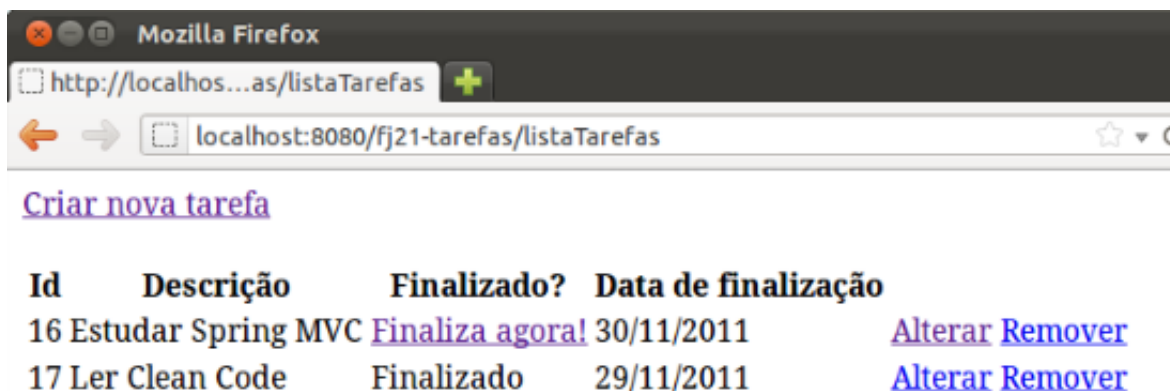 Mozilla Firefox
http://localhos...as/listaTarefas
localhost:8080/fj21-tarefas/listaTarefas
Criar nova tarefa
Id Descrição Finalizado? Data de finalização
16 Estudar Spring MVC Finaliza agora! 30/11/2011 Alterar Remover
17 Ler Clean Code Finalizado 29/11/2011 Alterar Remover